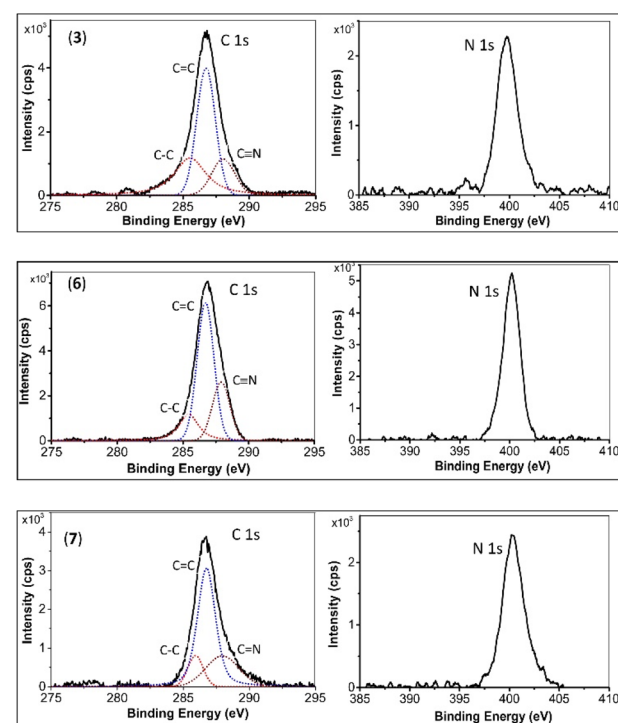 x10³
(3)
C 1s
C=C
C-C
C≡N
Intensity (cps)
4
2
0
275 280 285 290 295
Binding Energy (eV)
x10³
N 1s
Intensity (cps)
2
1
0
385 390 395 400 405 410
Binding Energy (eV)
x10³
(6)
C 1s
C=C
C-C
C≡N
Intensity (cps)
6
4
2
0
275 280 285 290 295
Binding Energy (eV)
x10³
N 1s
Intensity (cps)
5
4
3
2
1
0
385 390 395 400 405 410
Binding Energy (eV)
x10³
(7)
C 1s
C=C
C-C
C=N
Intensity (cps)
4
3
2
1
0
275 280 285 290 295
Binding Energy (eV)
x10³
N 1s
Intensity (cps)
2
1
0
385 390 395 400 405 410
Binding Energy (eV)